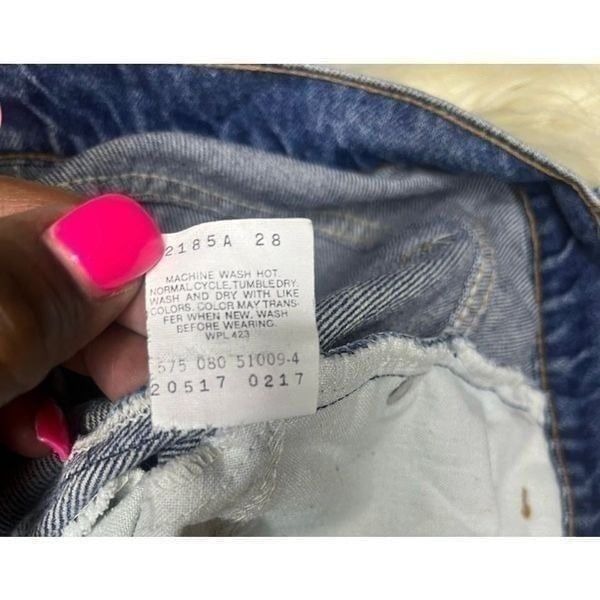 2185A 28
MACHINE WASH HOT.
NORMAL CYCLE. TUMBLE DRY.
WASH AND DRY WITH LIKE
COLORS. COLOR MAY TRANS-
FER WHEN NEW. WASH
BEFORE WEARING.
WPL 423
575 080 51009-4
20517 0217